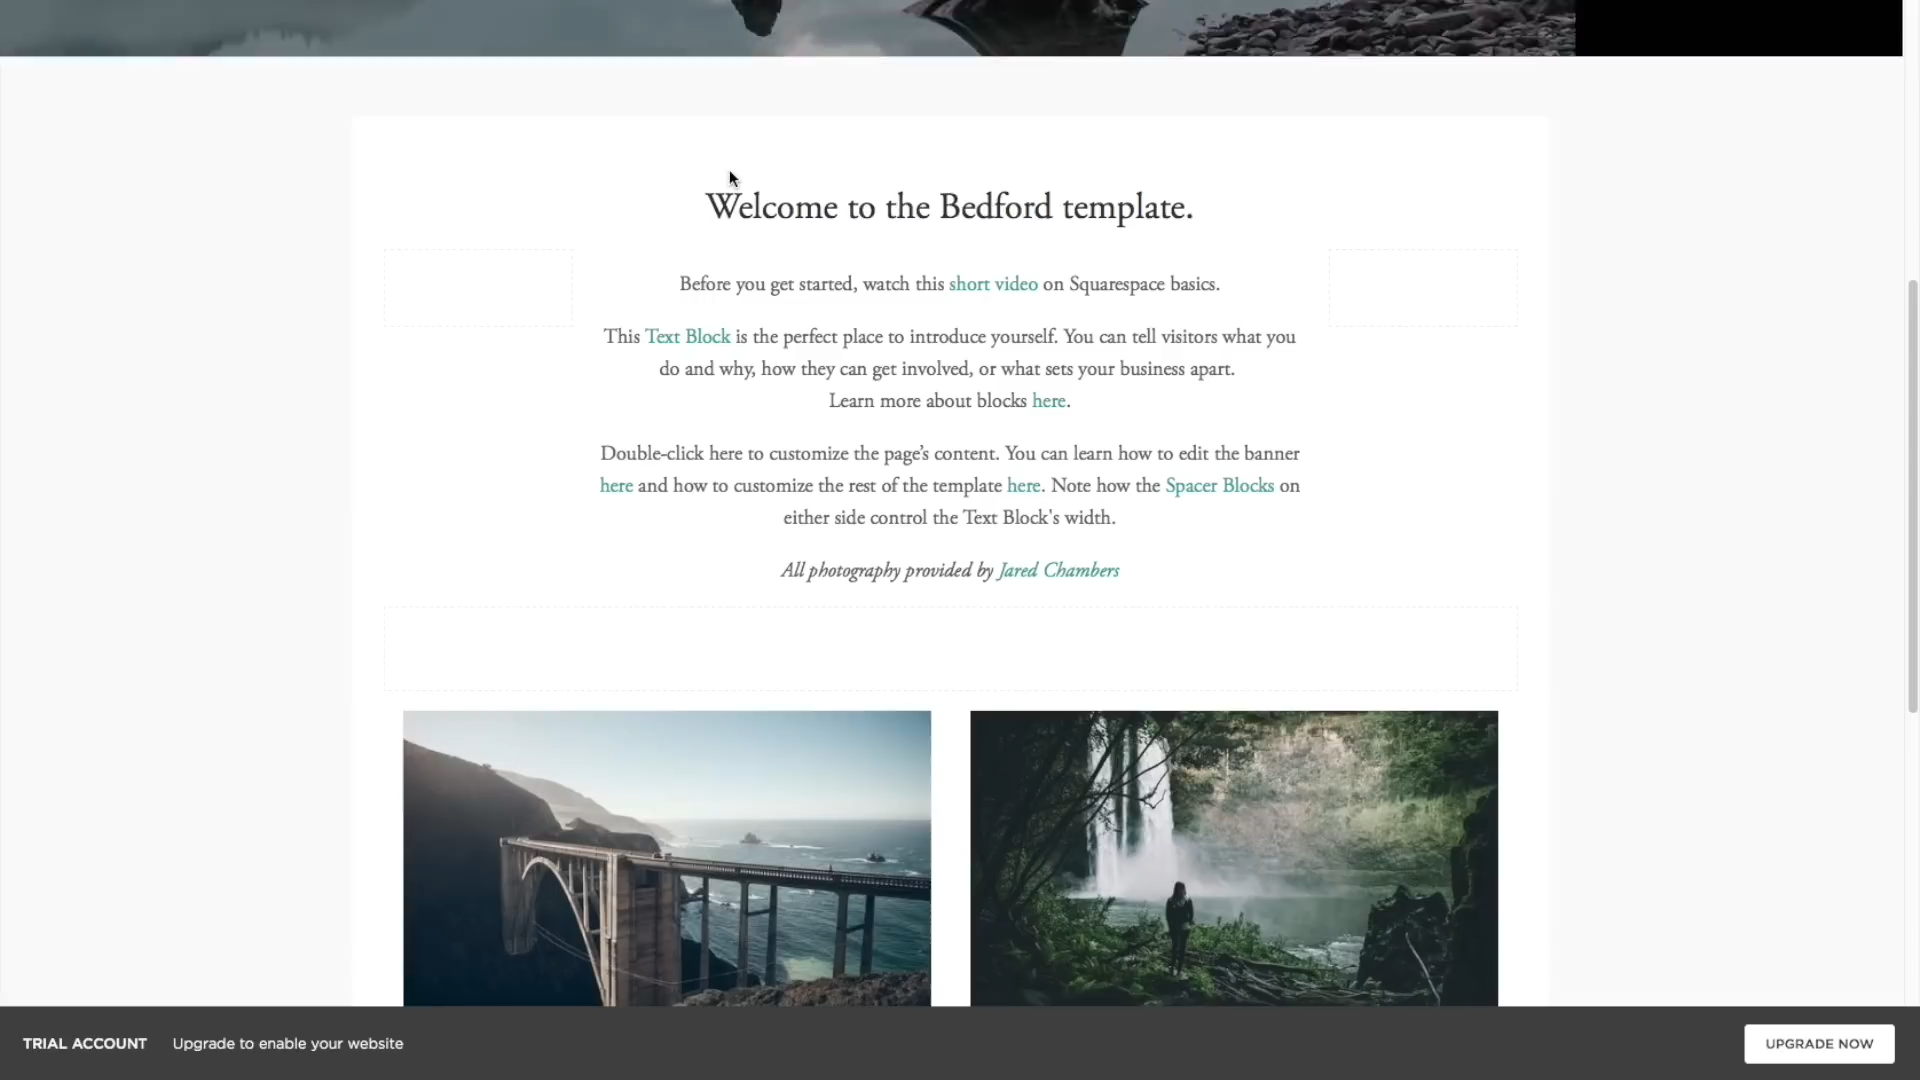 Welcome to the Bedford template.
Before you get started, watch this short video on Squarespace basics.
This Text Block is the perfect place to introduce yourself. You can tell visitors what you
do and why, how they can get involved, or what sets your business apart.
Learn more about blocks here.
Double-click here to customize the page’s content. You can learn how to edit the banner
here and how to customize the rest of the template here. Note how the Spacer Blocks on
either side control the Text Block's width.
All photography provided by Jared Chambers
TRIAL ACCOUNT Upgrade to enable your website
UPGRADE NOW